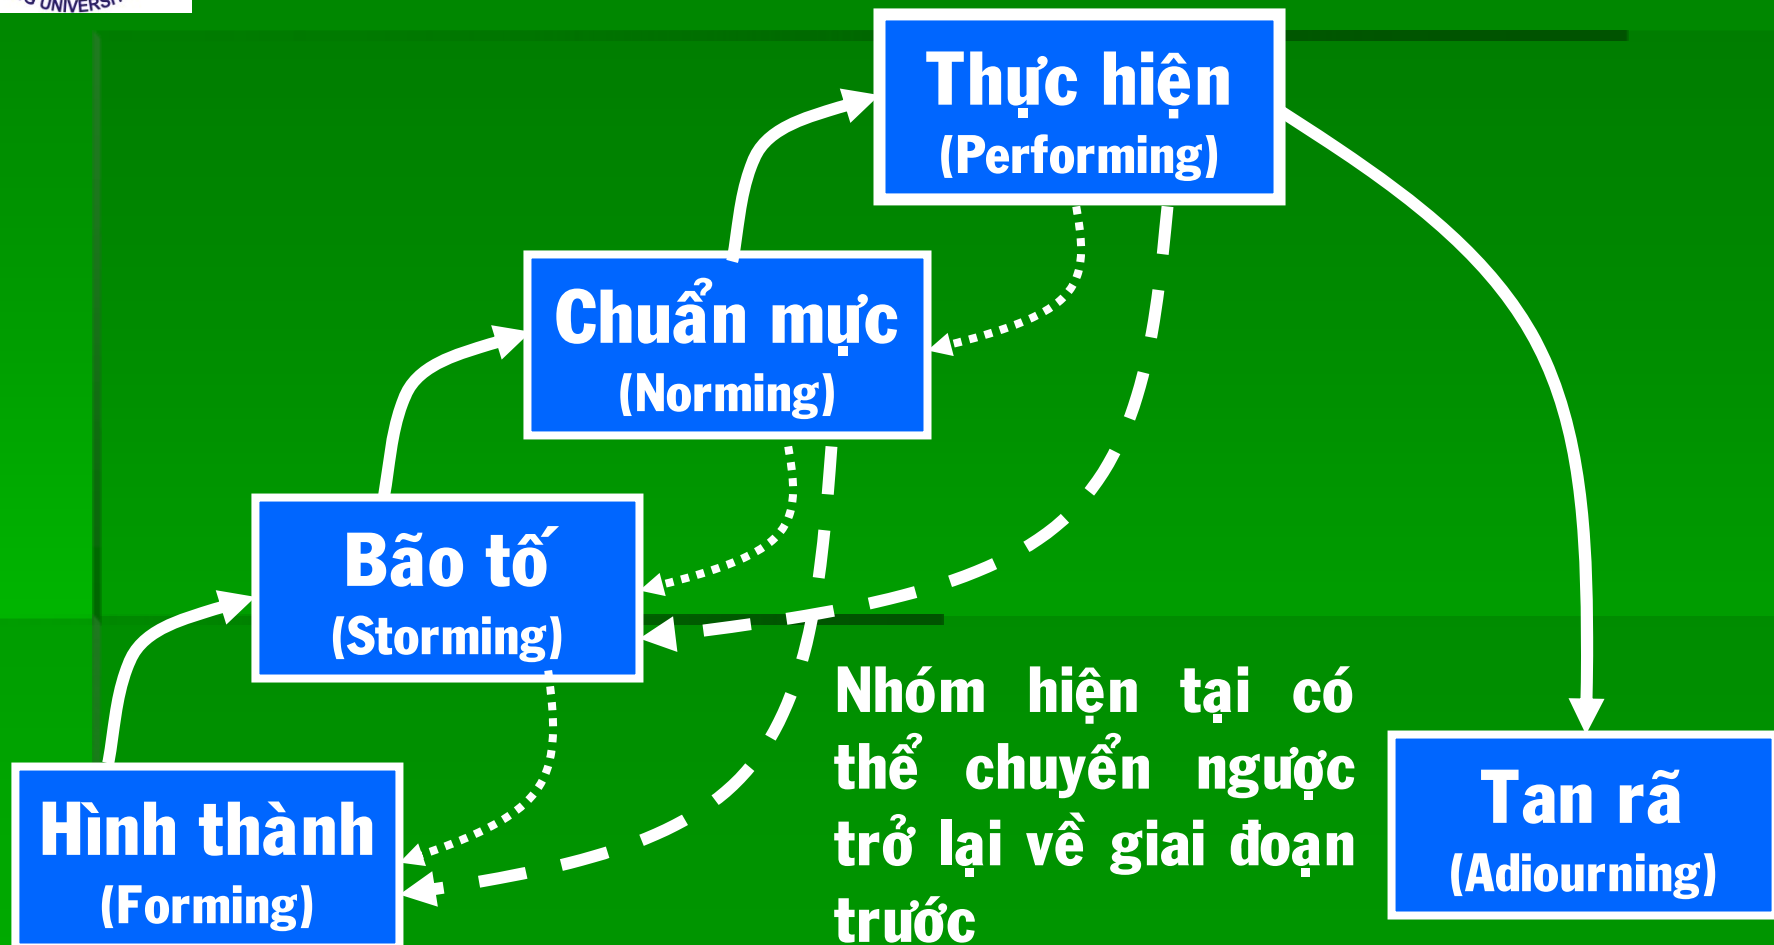 UNIVERSI
Thực hiện
(Performing)
Chuẩn mực
(Norming)
Bão tố
(Storming)
Nhóm hiện tại có
thể chuyển ngược
trở lại về giai đoạn
trước
Hình thành
(Forming)
Tan rã
(Adiourning)